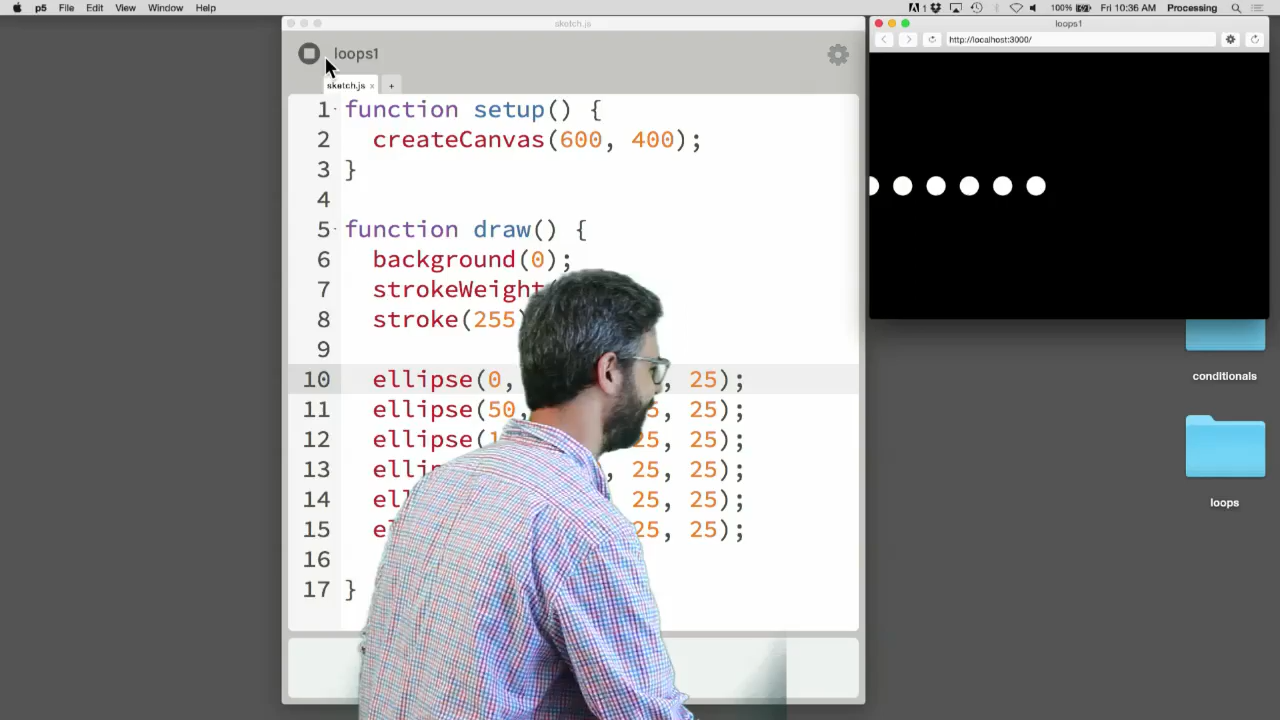 p5 File Edit View Window Help
1 100% Fri 10:36 AM Processing
sketch.js
loops1
loops1
http://localhost:3000/
sketch.js × +
1 function setup() {
2 createCanvas(600, 400);
3 }
4
5 function draw() {
6 background(0);
7 strokeWeight
8 stroke(255)
9
10 ellipse(0, , 25);
11 ellipse(50, 25);
12 ellipse( 25, 25);
13 , 25, 25);
14 25, 25);
15 25, 25);
16
17 }
conditionals
loops